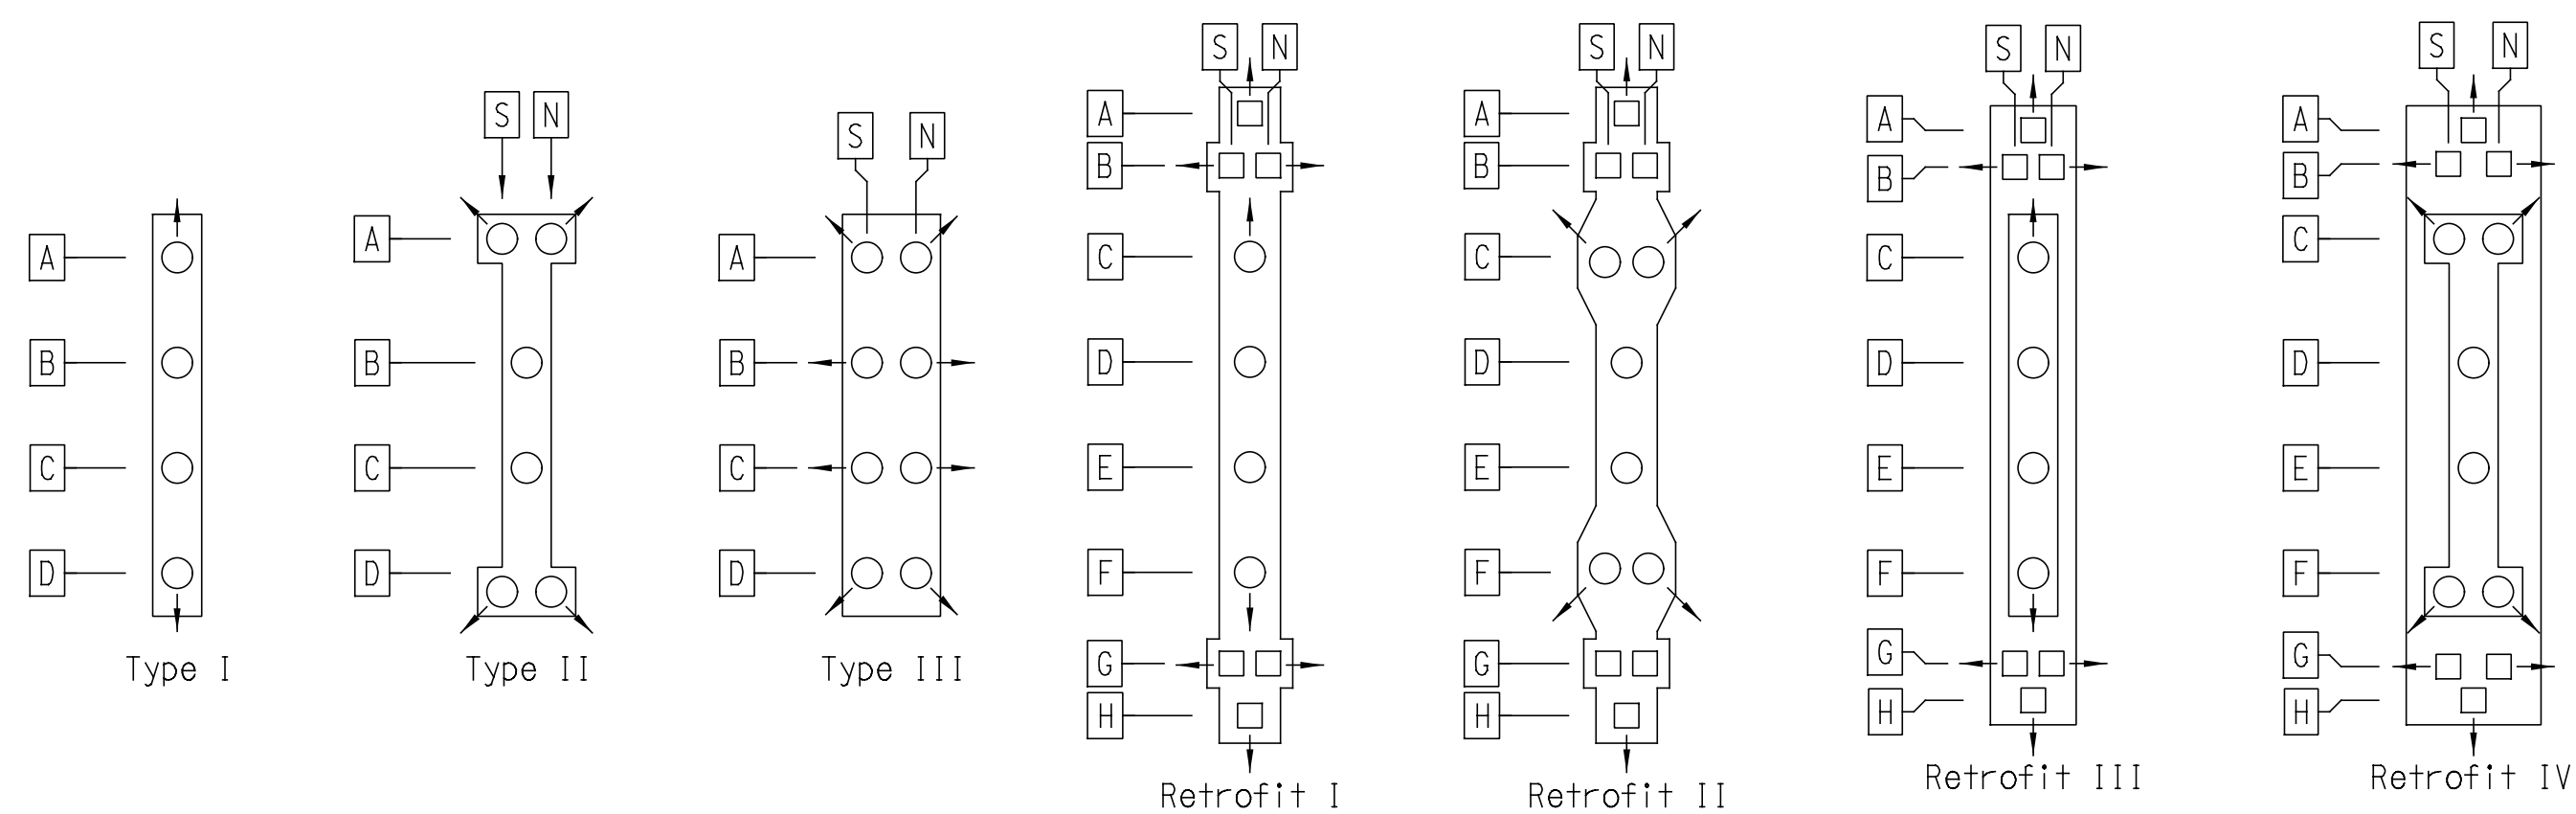 A
B
C
D
Type I
S N
A
B
C
D
Type II
S N
A
B
C
D
Type III
S N
A
B
C
D
E
F
G
H
Retrofit I
S N
A
B
C
D
E
F
G
H
Retrofit II
S N
A
B
C
D
E
F
G
H
Retrofit III
S N
A
B
C
D
E
F
G
H
Retrofit IV